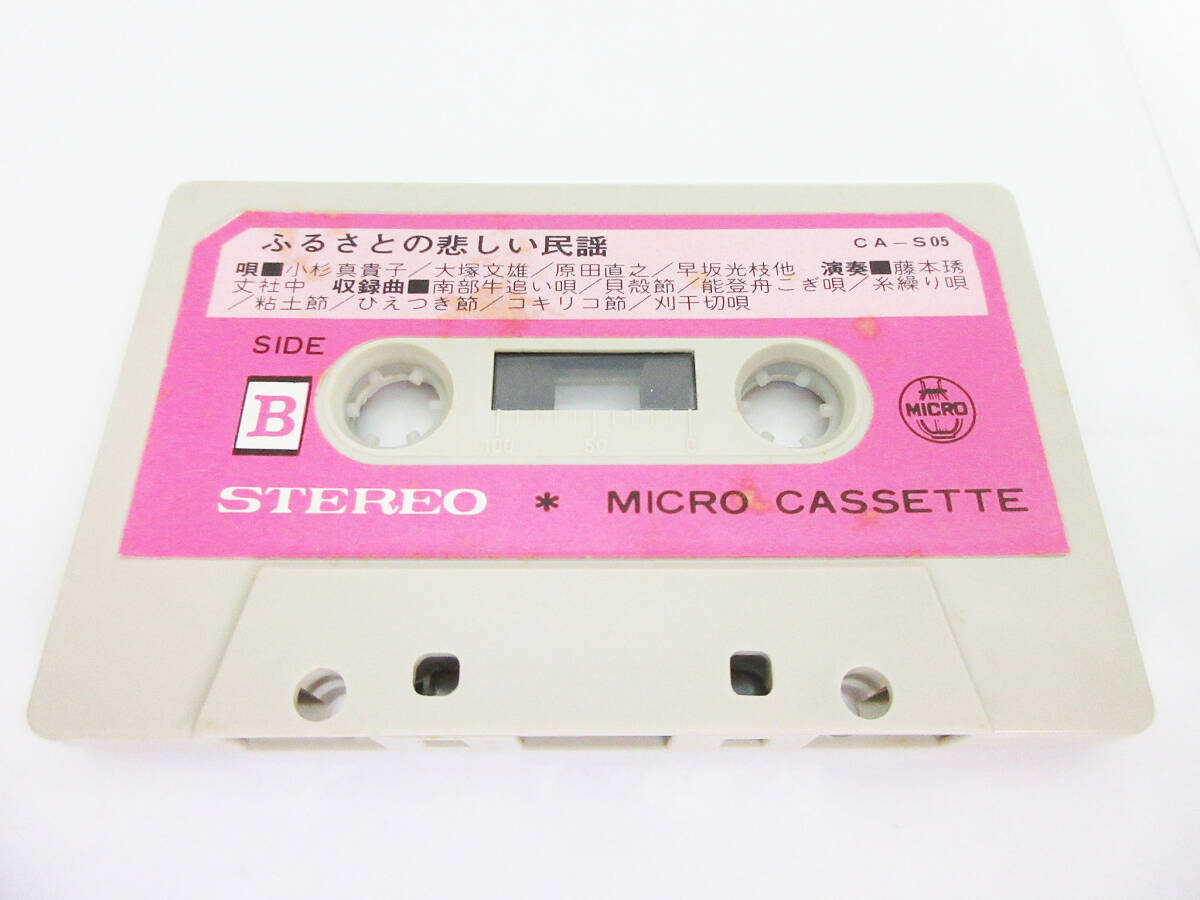 ふるさとの悲しい民謡 CA-S05
唄■小杉真貴子/大塚文雄/原田直之/早坂光枝他 演奏■藤本琇
丈社中 収録曲■南部牛追い唄/貝殻節/能登舟こぎ唄/糸繰り唄
/粘土節/ひえつき節/コキリコ節/刈干切唄
SIDE
B
100 50 0
MICRO
STEREO * MICRO CASSETTE